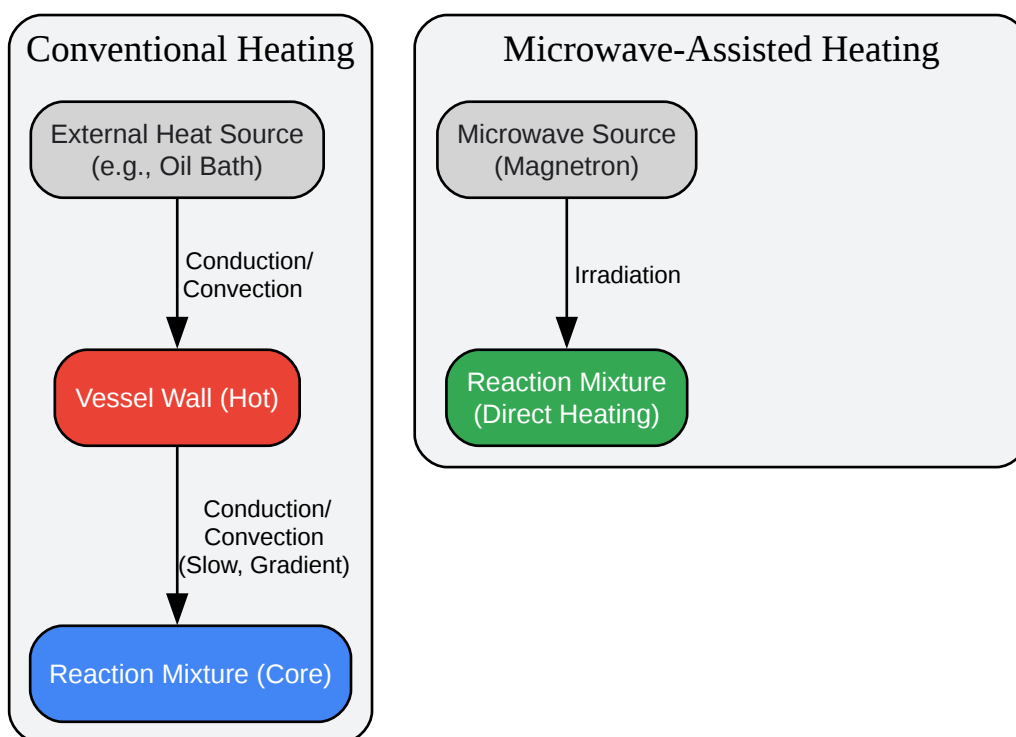 Conventional Heating
External Heat Source
(e.g., Oil Bath)
Conduction/
Convection
Vessel Wall (Hot)
Conduction/
Convection
(Slow, Gradient)
Reaction Mixture (Core)
Microwave-Assisted Heating
Microwave Source
(Magnetron)
Irradiation
Reaction Mixture
(Direct Heating)